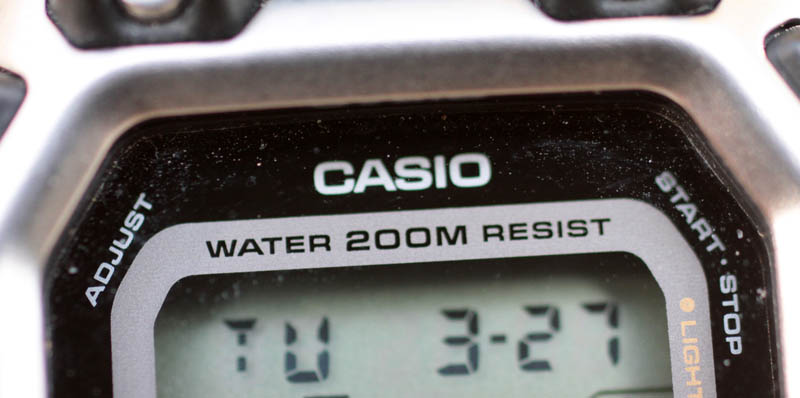 CASIO
ADJUST
START · STOP
WATER 200M RESIST
LIGHT
TU 3-27